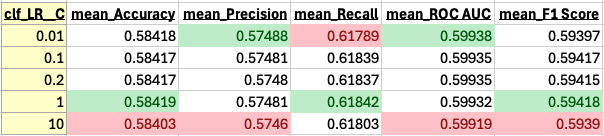 clf_LR__C mean_Accuracy mean_Precision mean_Recall mean_ROC AUC mean_F1 Score
0.01 0.58418 0.57488 0.61789 0.59938 0.59397
0.1 0.58417 0.57481 0.61839 0.59935 0.59417
0.2 0.58417 0.5748 0.61837 0.59935 0.59415
1 0.58419 0.57481 0.61842 0.59932 0.59418
10 0.58403 0.5746 0.61803 0.59919 0.5939